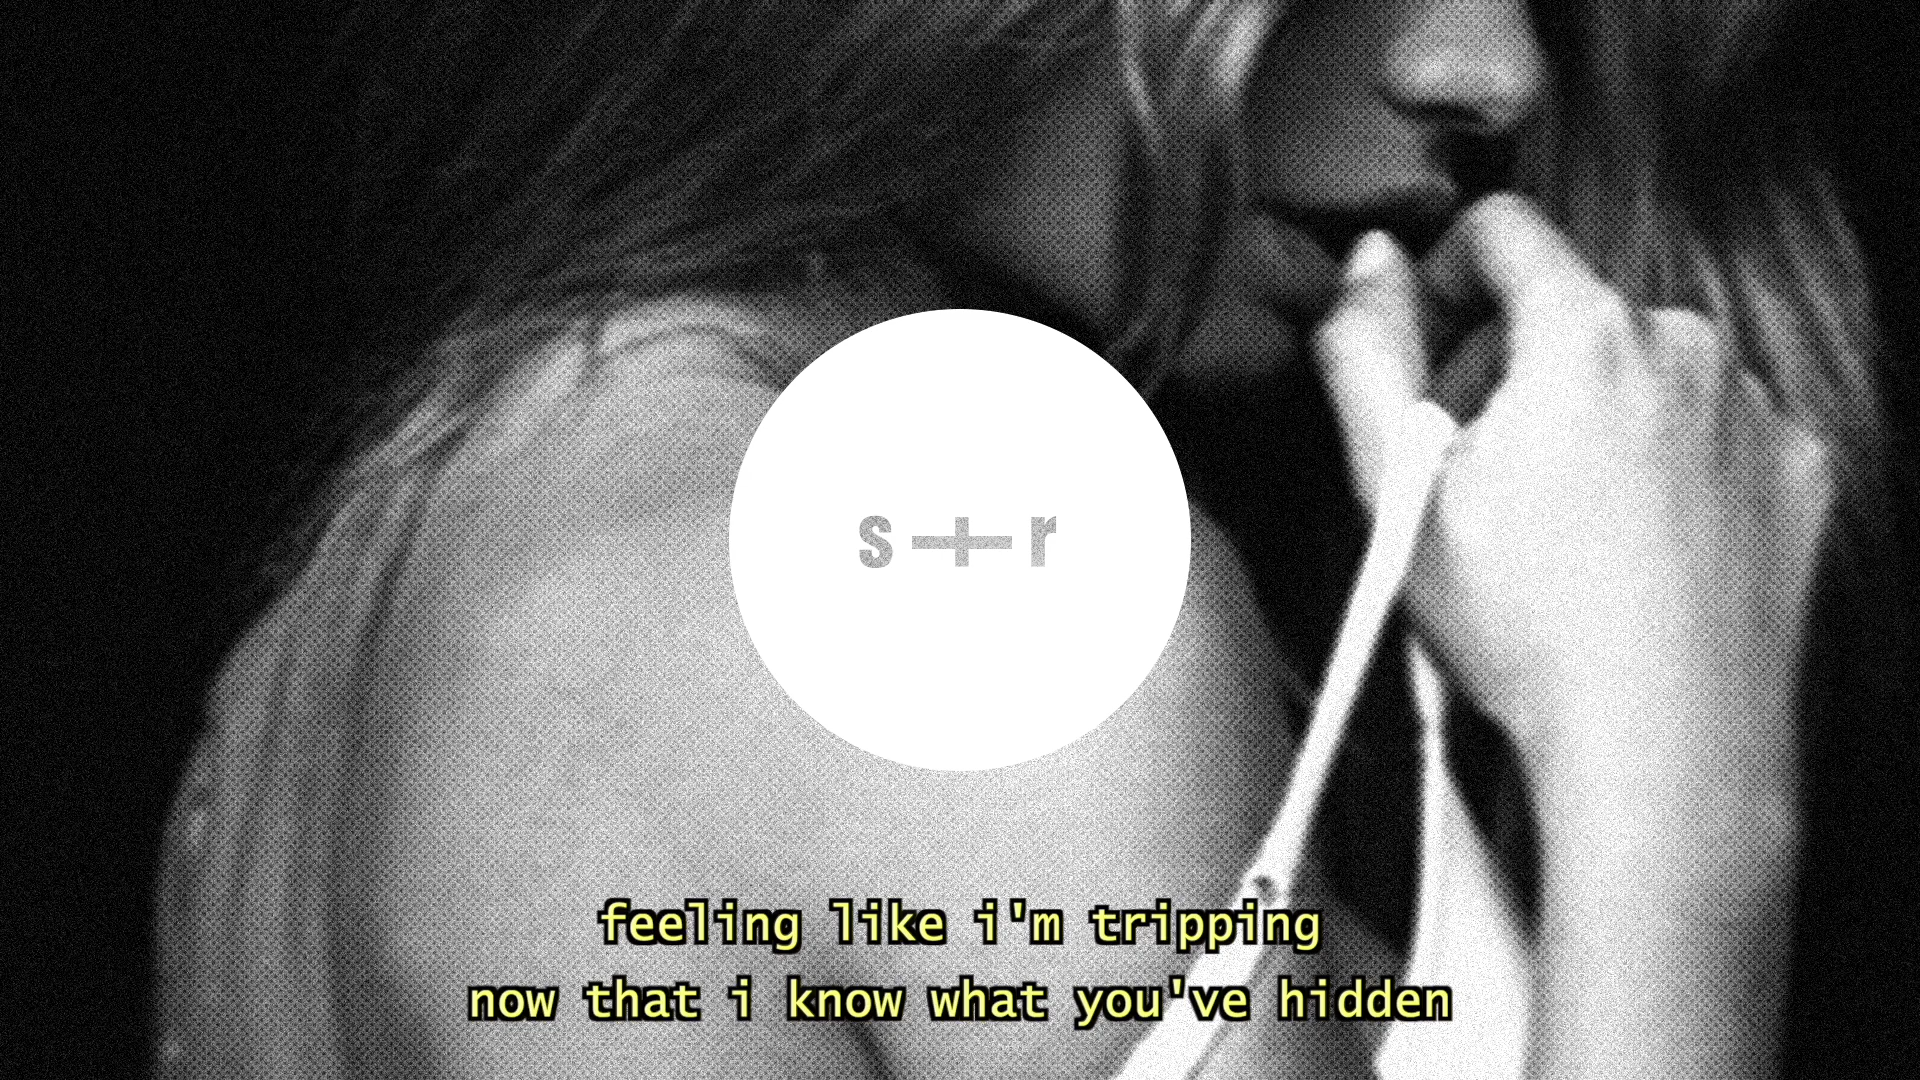 s+r
feeling like i'm tripping
now that i know what you've hidden